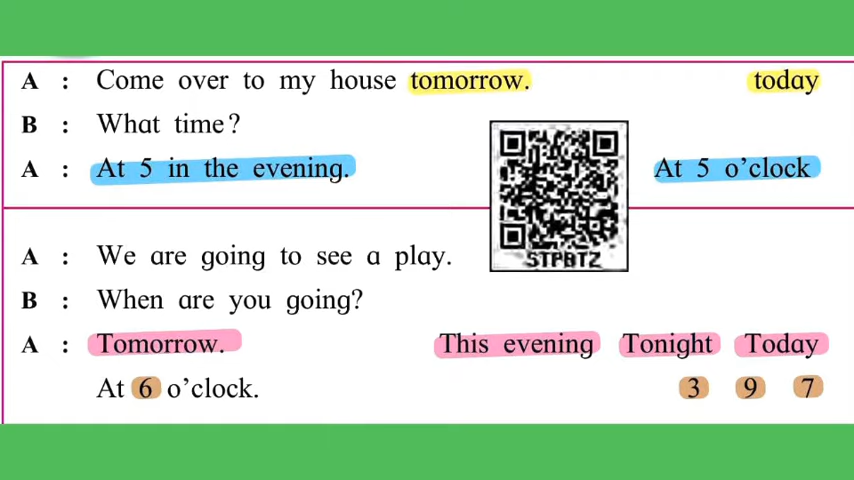 A : Come over to my house tomorrow. today
B : What time?
A : At 5 in the evening. At 5 o’clock
STPBTZ
A : We are going to see a play.
B : When are you going?
A : Tomorrow. This evening Tonight Today
At 6 o’clock. 3 9 7